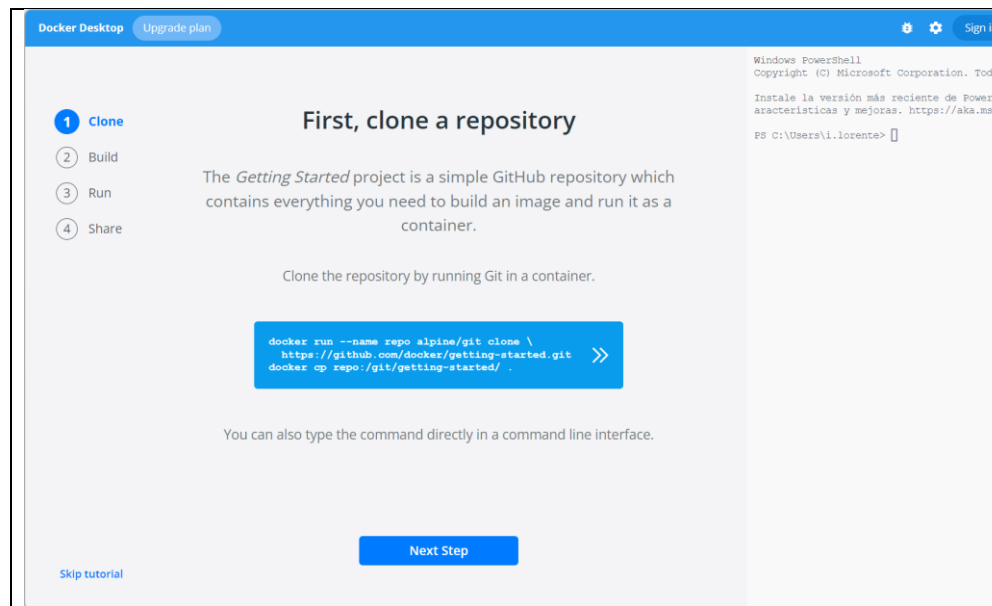 Docker Desktop Upgrade plan Sign i
1 Clone
2 Build
3 Run
4 Share
First, clone a repository
The Getting Started project is a simple GitHub repository which
contains everything you need to build an image and run it as a
container.
Clone the repository by running Git in a container.
docker run --name repo alpine/git clone \
https://github.com/docker/getting-started.git
docker cp repo:/git/getting-started/ .
You can also type the command directly in a command line interface.
Next Step
Skip tutorial
Windows PowerShell
Copyright (C) Microsoft Corporation. Tod
Instale la versión más reciente de Power
aracterísticas y mejoras. https://aka.ms
PS C:\Users\i.lorente>